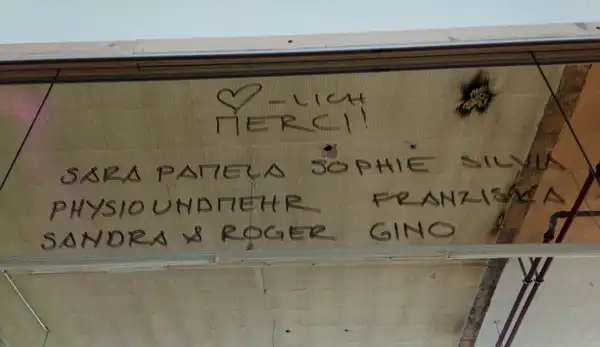 ♡-LICH
MERCI!
SARA PAMELA SOPHIE SILVIA
PHYSIOUNDMEHR FRANZISKA
SANDRA & ROGER GINO